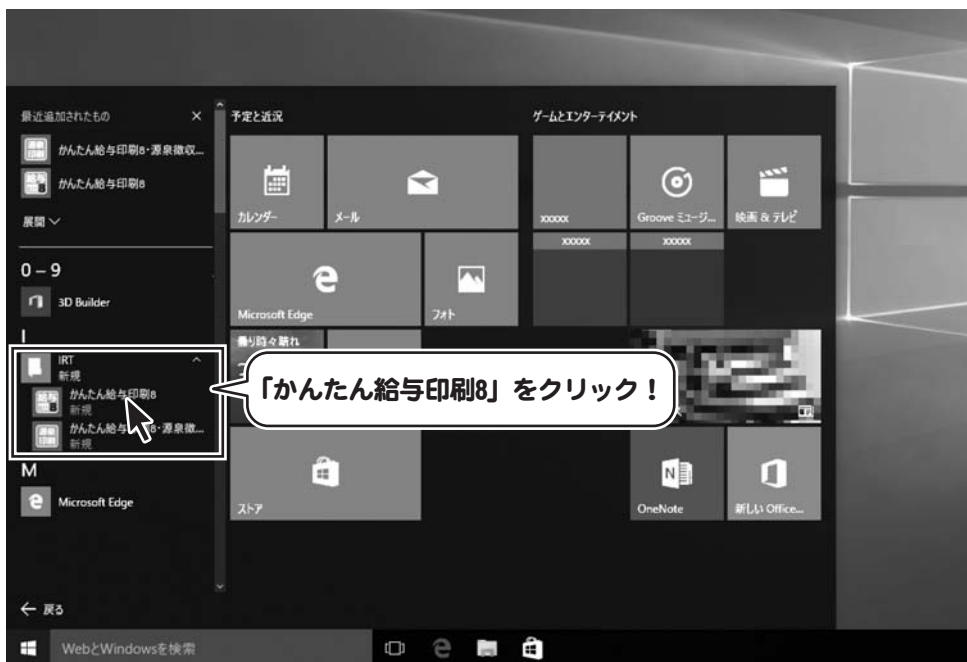 最近追加されたもの
かんたん給与印刷8・源泉徴収...
かんたん給与印刷8
展開
0 – 9
3D Builder
I
IRT
新規
かんたん給与印刷8
新規
かんたん給与印刷8・源泉徴...
新規
M
Microsoft Edge
戻る
WebとWindowsを検索
予定と近況
カレンダー
メール
Microsoft Edge
フォト
曇り時々晴れ
ストア
ゲームとエンターテイメント
xxxxx
Groove ミュージ...
映画 & テレビ
xxxxx
xxxxx
OneNote
新しい Office...
「かんたん給与印刷8」をクリック！